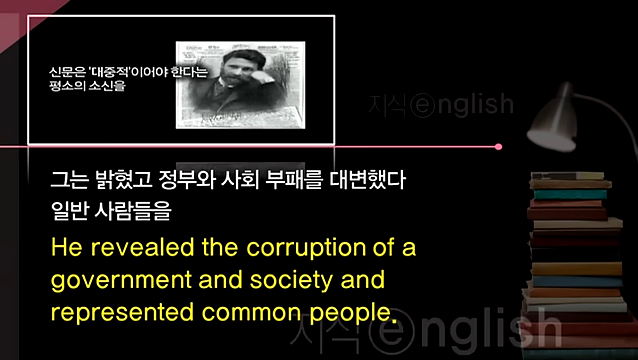 신문은 '대중적'이어야 한다는
평소의 소신을
지식ⓔnglish
그는 밝혔고 정부와 사회 부패를 대변했다
일반 사람들을
He revealed the corruption of a
government and society and
represented common people.
지식ⓔnglish